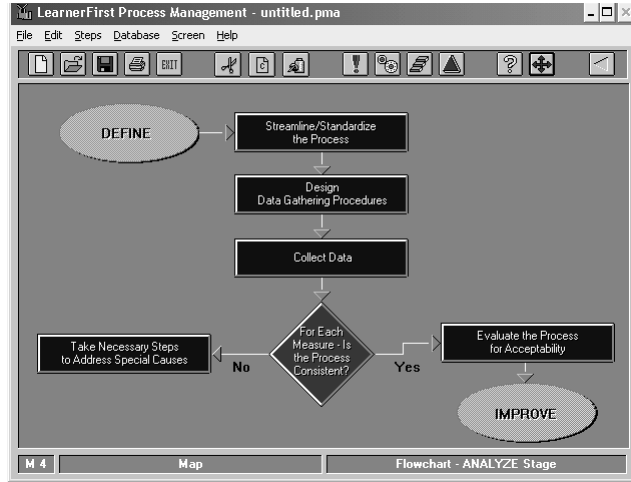 LearnerFirst Process Management - untitled.pma
File Edit Steps Database Screen Help
EXIT
C
DEFINE
Streamline/Standardize
the Process
Design
Data Gathering Procedures
Collect Data
For Each
Measure - Is
the Process
Consistent?
Take Necessary Steps
to Address Special Causes
No
Yes
Evaluate the Process
for Acceptability
IMPROVE
M 4
Map
Flowchart - ANALYZE Stage